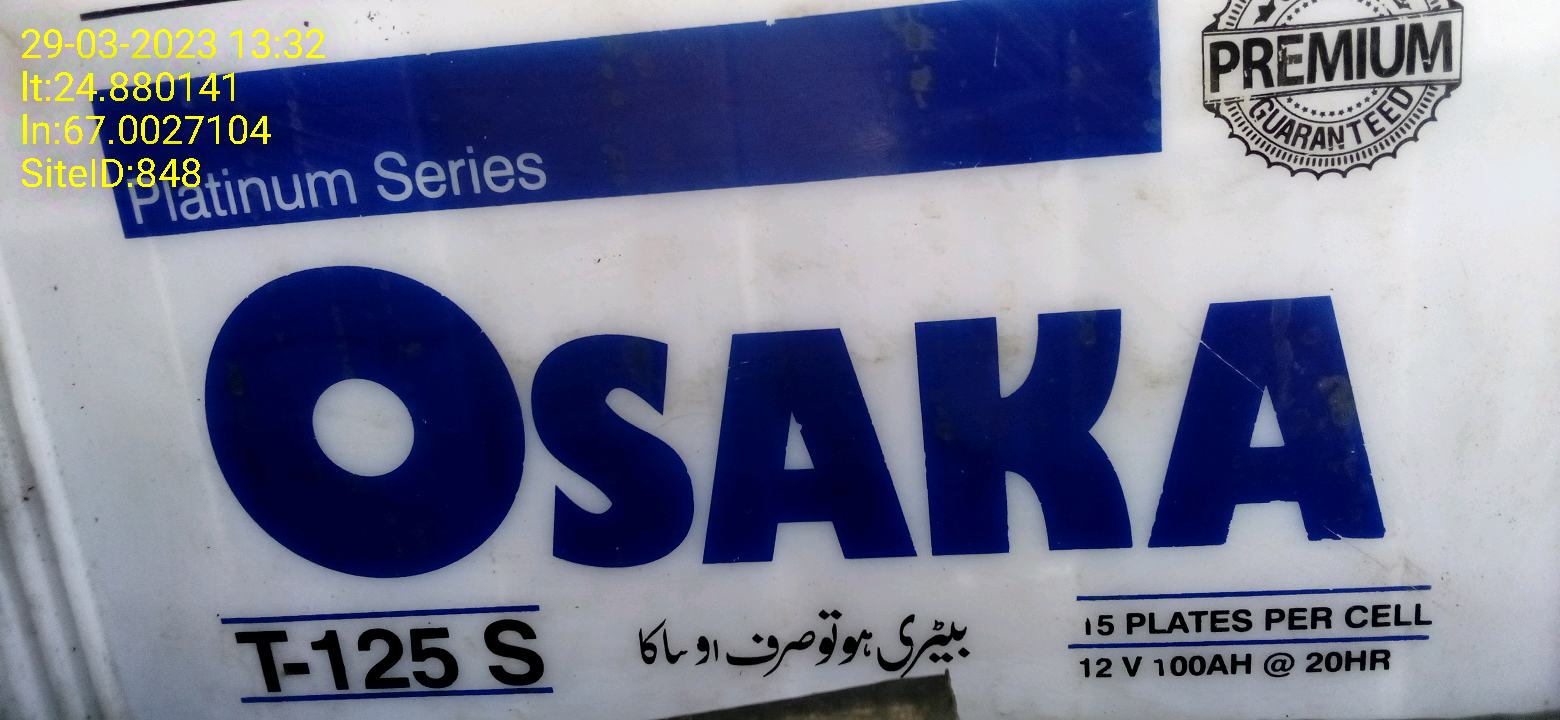 29-03-2023 13:32
lt:24.880141
ln:67.0027104
SiteID:848
PREMIUM
GUARANTEED
Platinum Series
OSAKA
T-125 S
بیٹری ہو تو صرف اوساکا
15 PLATES PER CELL
12 V 100AH @ 20HR